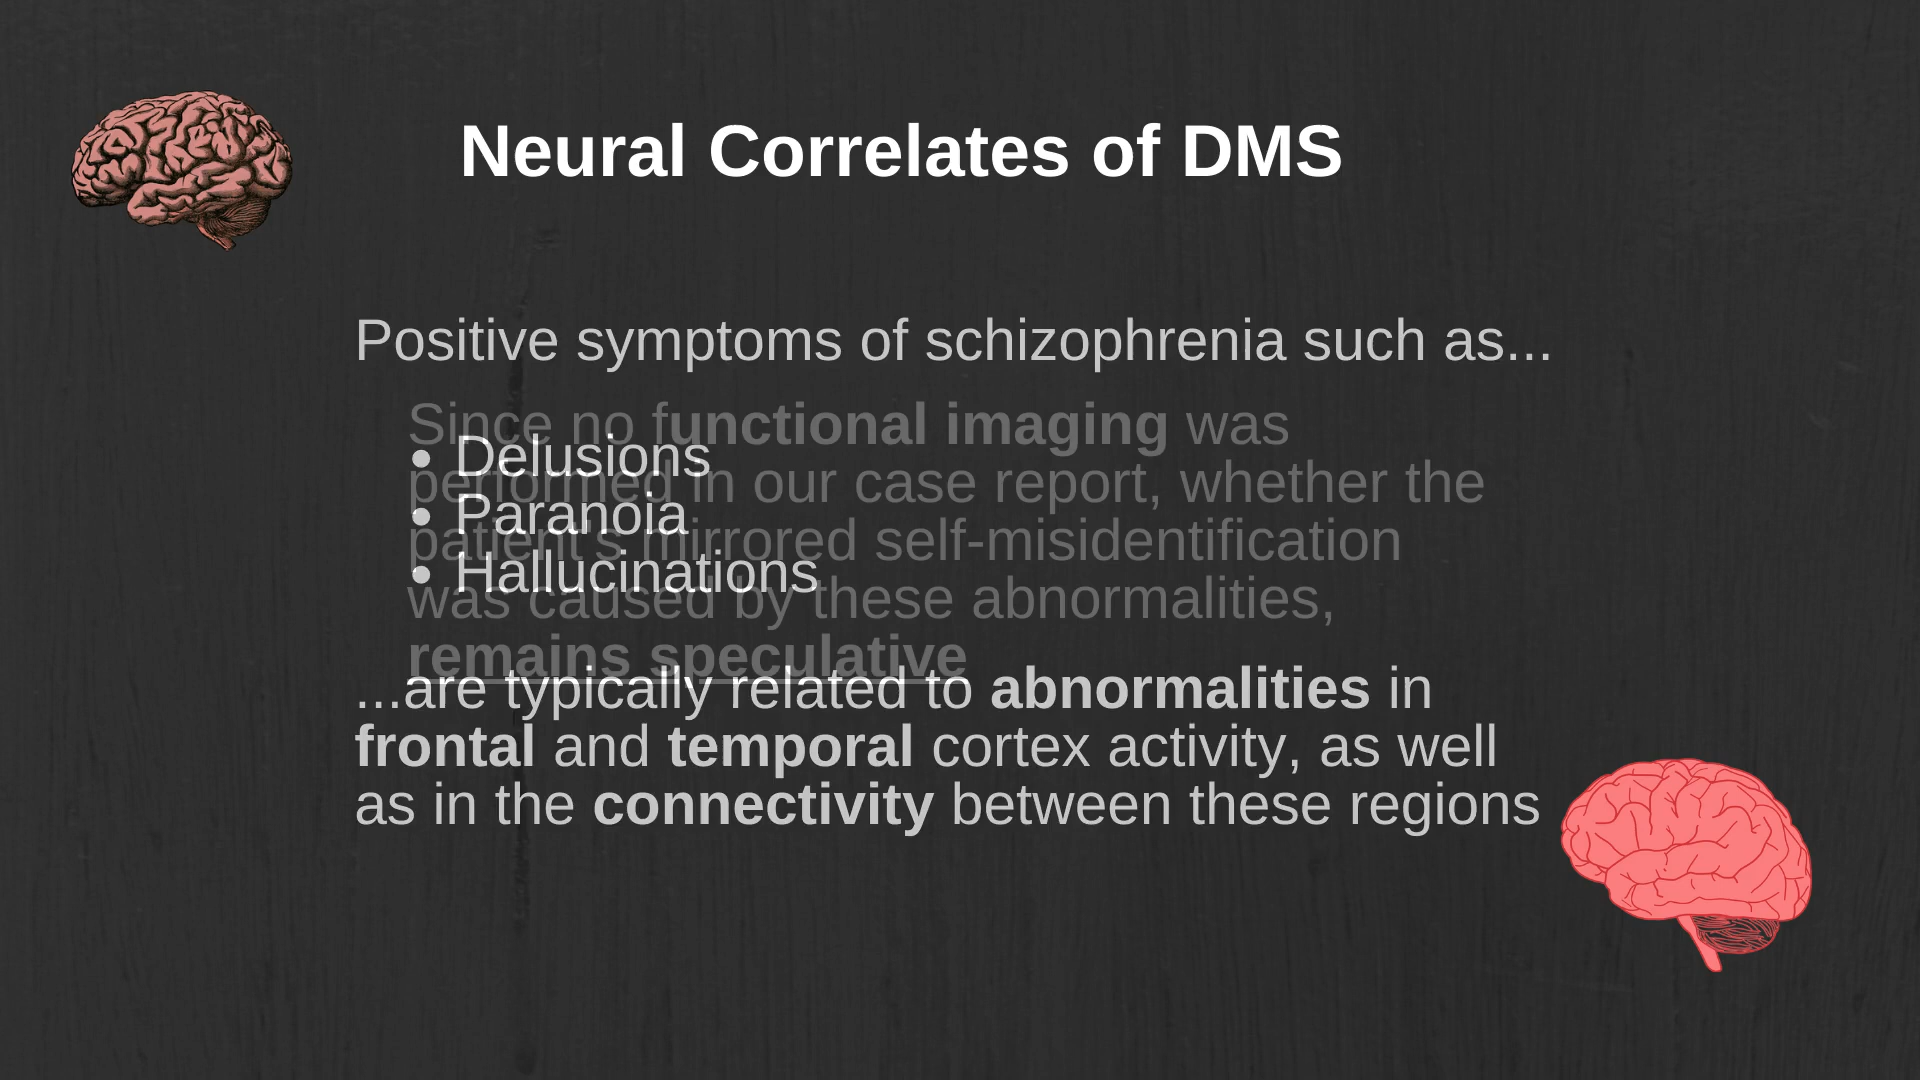 Neural Correlates of DMS
Positive symptoms of schizophrenia such as...
Since no functional imaging was
• Delusions
performed in our case report, whether the
• Paranoia
patient's mirrored self-misidentification
• Hallucinations
was caused by these abnormalities,
remains speculative
...are typically related to abnormalities in
frontal and temporal cortex activity, as well
as in the connectivity between these regions